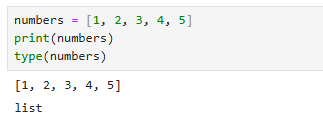 numbers = [1, 2, 3, 4, 5]
print(numbers)
type(numbers)
[1, 2, 3, 4, 5]
list